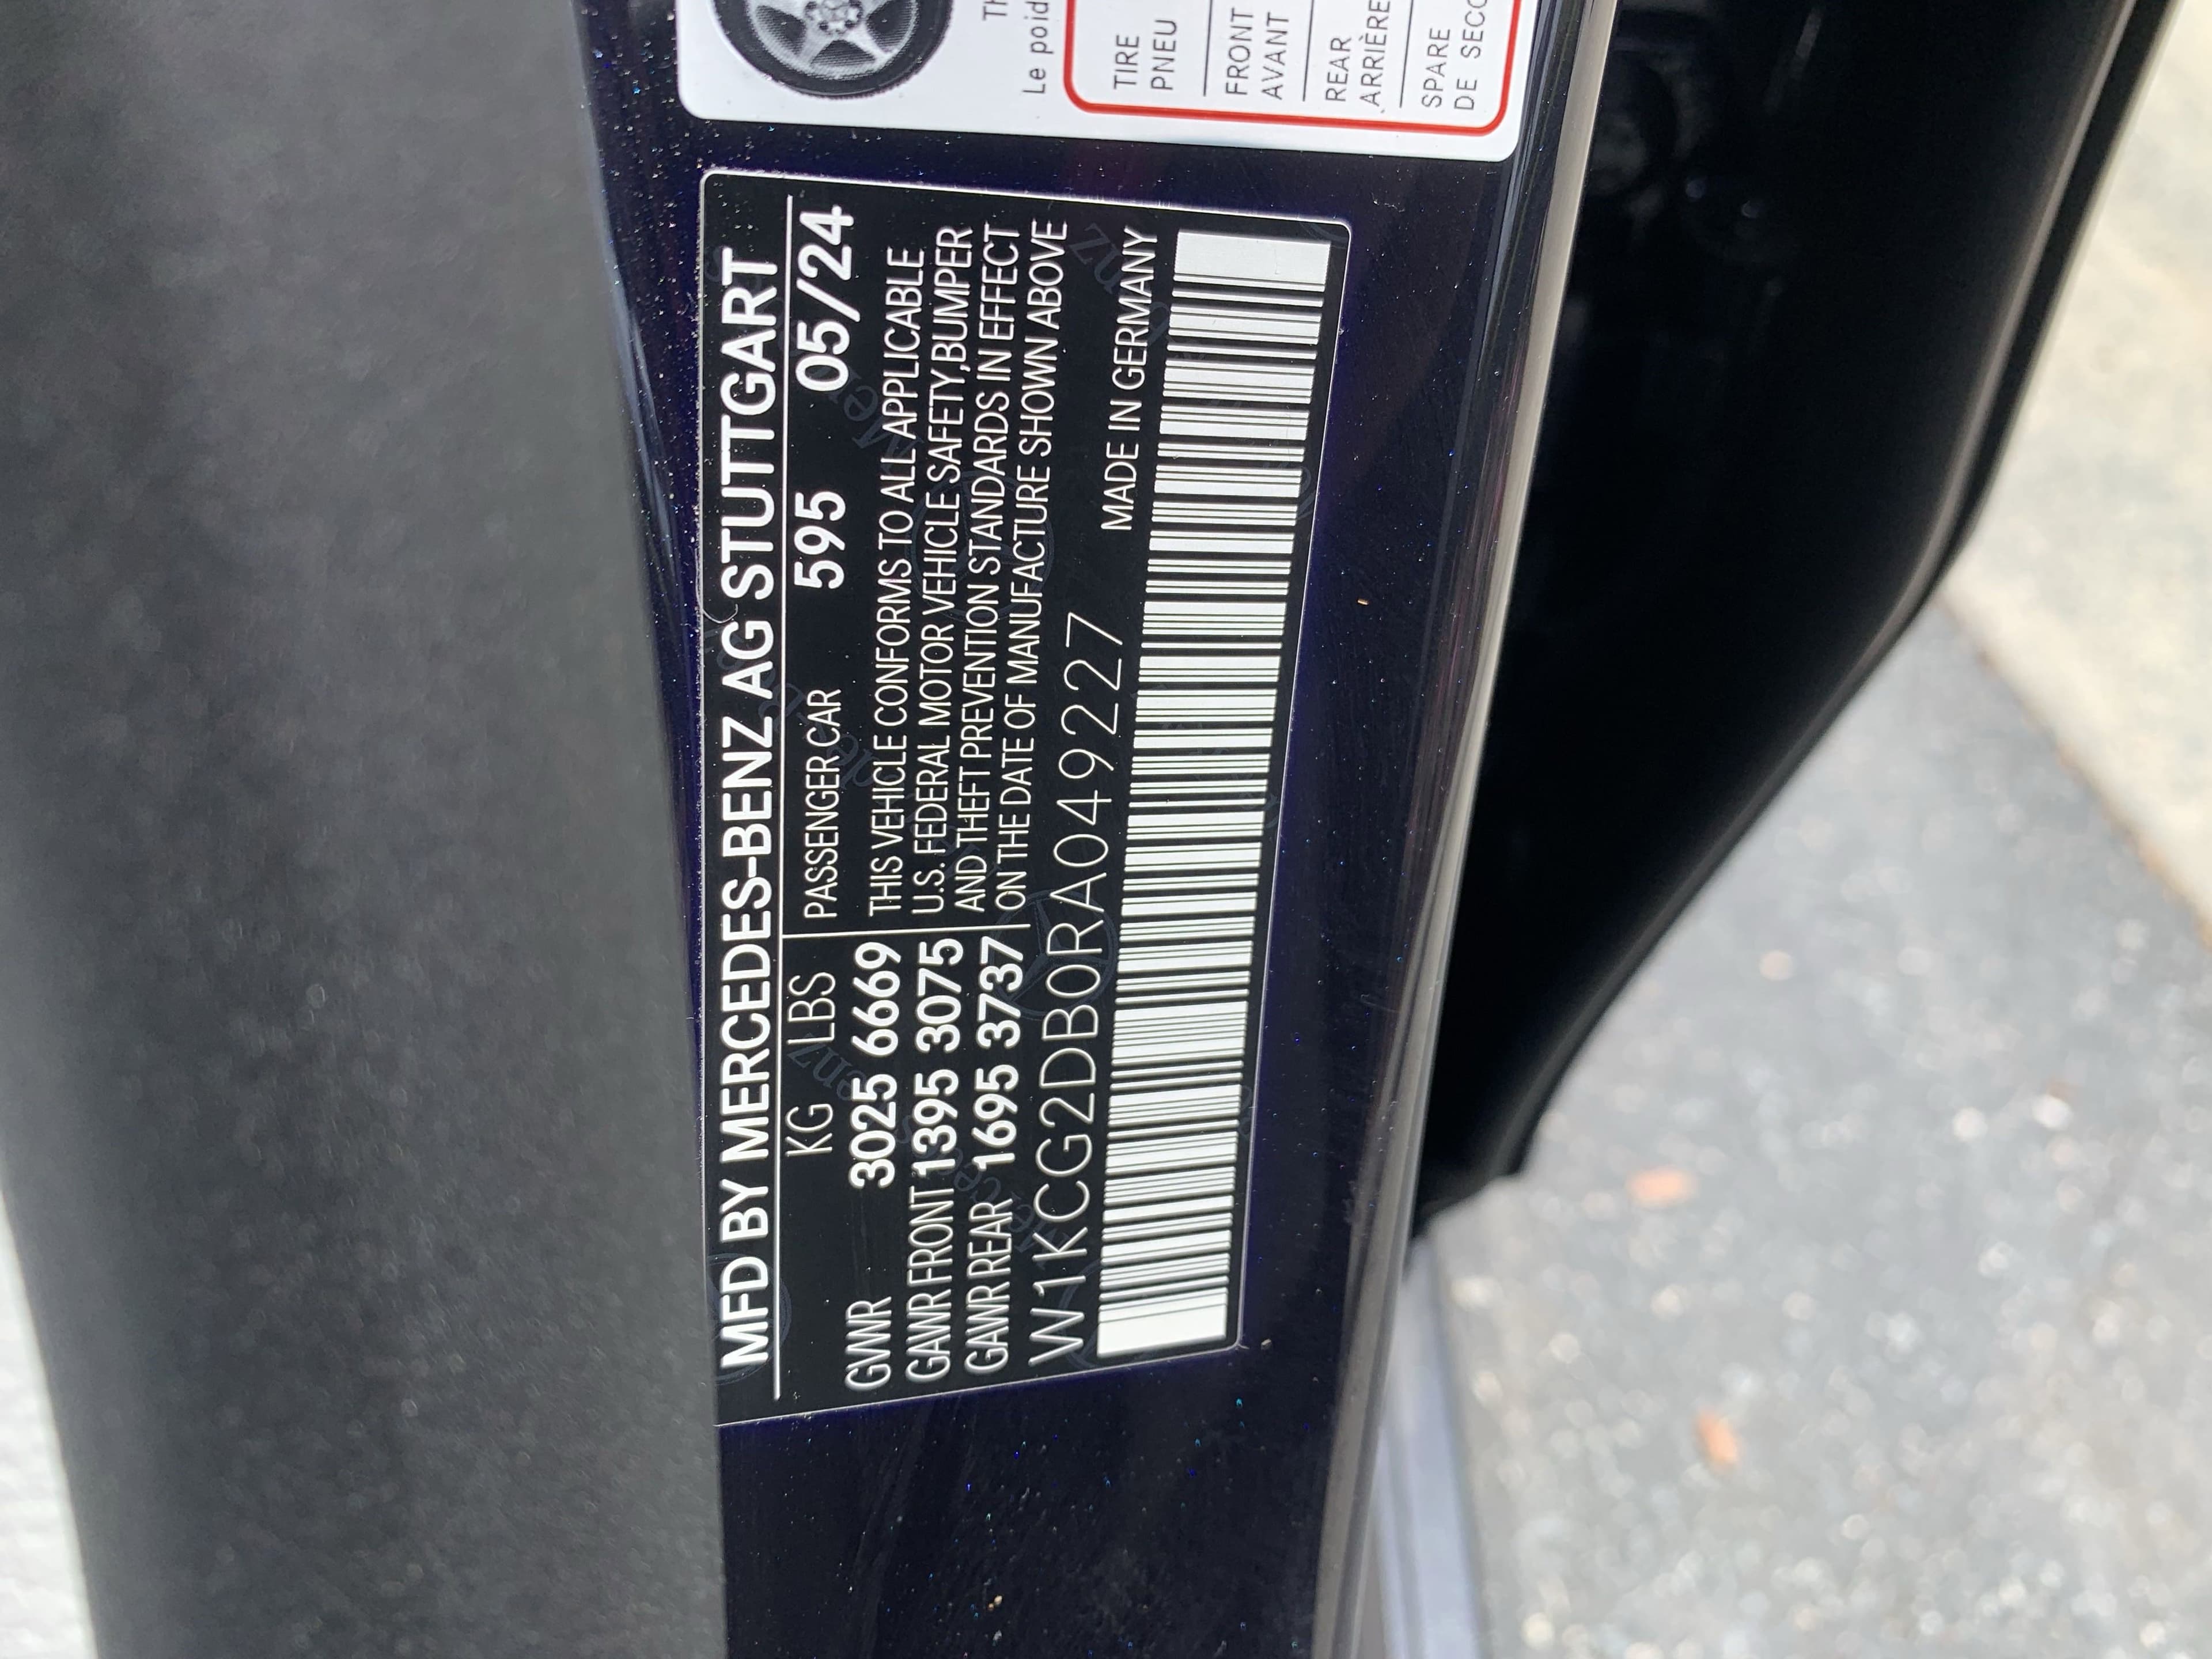 MFD BY MERCEDES-BENZ AG STUTTGART
KG LBS
GVWR 3025 6669
GAWR FRONT 1395 3075
GAWR REAR 1695 3737
PASSENGER CAR 595 05/24
THIS VEHICLE CONFORMS TO ALL APPLICABLE
U.S. FEDERAL MOTOR VEHICLE SAFETY,BUMPER
AND THEFT PREVENTION STANDARDS IN EFFECT
ON THE DATE OF MANUFACTURE SHOWN ABOVE
W1KCG2DB0RA049227
MADE IN GERMANY
TH
Le poid
TIRE
PNEU
FRONT
AVANT
REAR
ARRIÈRE
SPARE
DE SECO